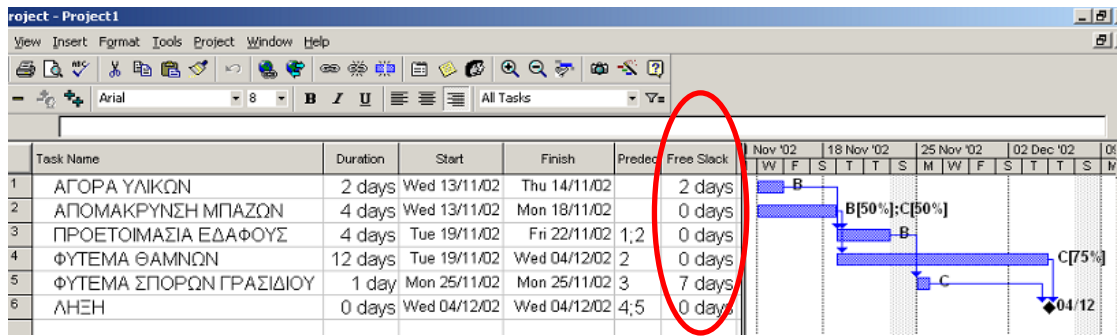 roject - Project1
View Insert Format Tools Project Window Help
Arial 8 B I U All Tasks
Task Name Duration Start Finish Predec Free Slack Nov '02 18 Nov '02 25 Nov '02 02 Dec '02 09
W F S T T S M W F S T T S M
1 ΑΓΟΡΑ ΥΛΙΚΩΝ 2 days Wed 13/11/02 Thu 14/11/02 2 days B
2 ΑΠΟΜΑΚΡΥΝΣΗ ΜΠΑΖΩΝ 4 days Wed 13/11/02 Mon 18/11/02 0 days B[50%];C[50%]
3 ΠΡΟΕΤΟΙΜΑΣΙΑ ΕΔΑΦΟΥΣ 4 days Tue 19/11/02 Fri 22/11/02 1;2 0 days B
4 ΦΥΤΕΜΑ ΘΑΜΝΩΝ 12 days Tue 19/11/02 Wed 04/12/02 2 0 days C[75%]
5 ΦΥΤΕΜΑ ΣΠΟΡΩΝ ΓΡΑΣΙΔΙΟΥ 1 day Mon 25/11/02 Mon 25/11/02 3 7 days C
6 ΛΗΞΗ 0 days Wed 04/12/02 Wed 04/12/02 4;5 0 days 04/12